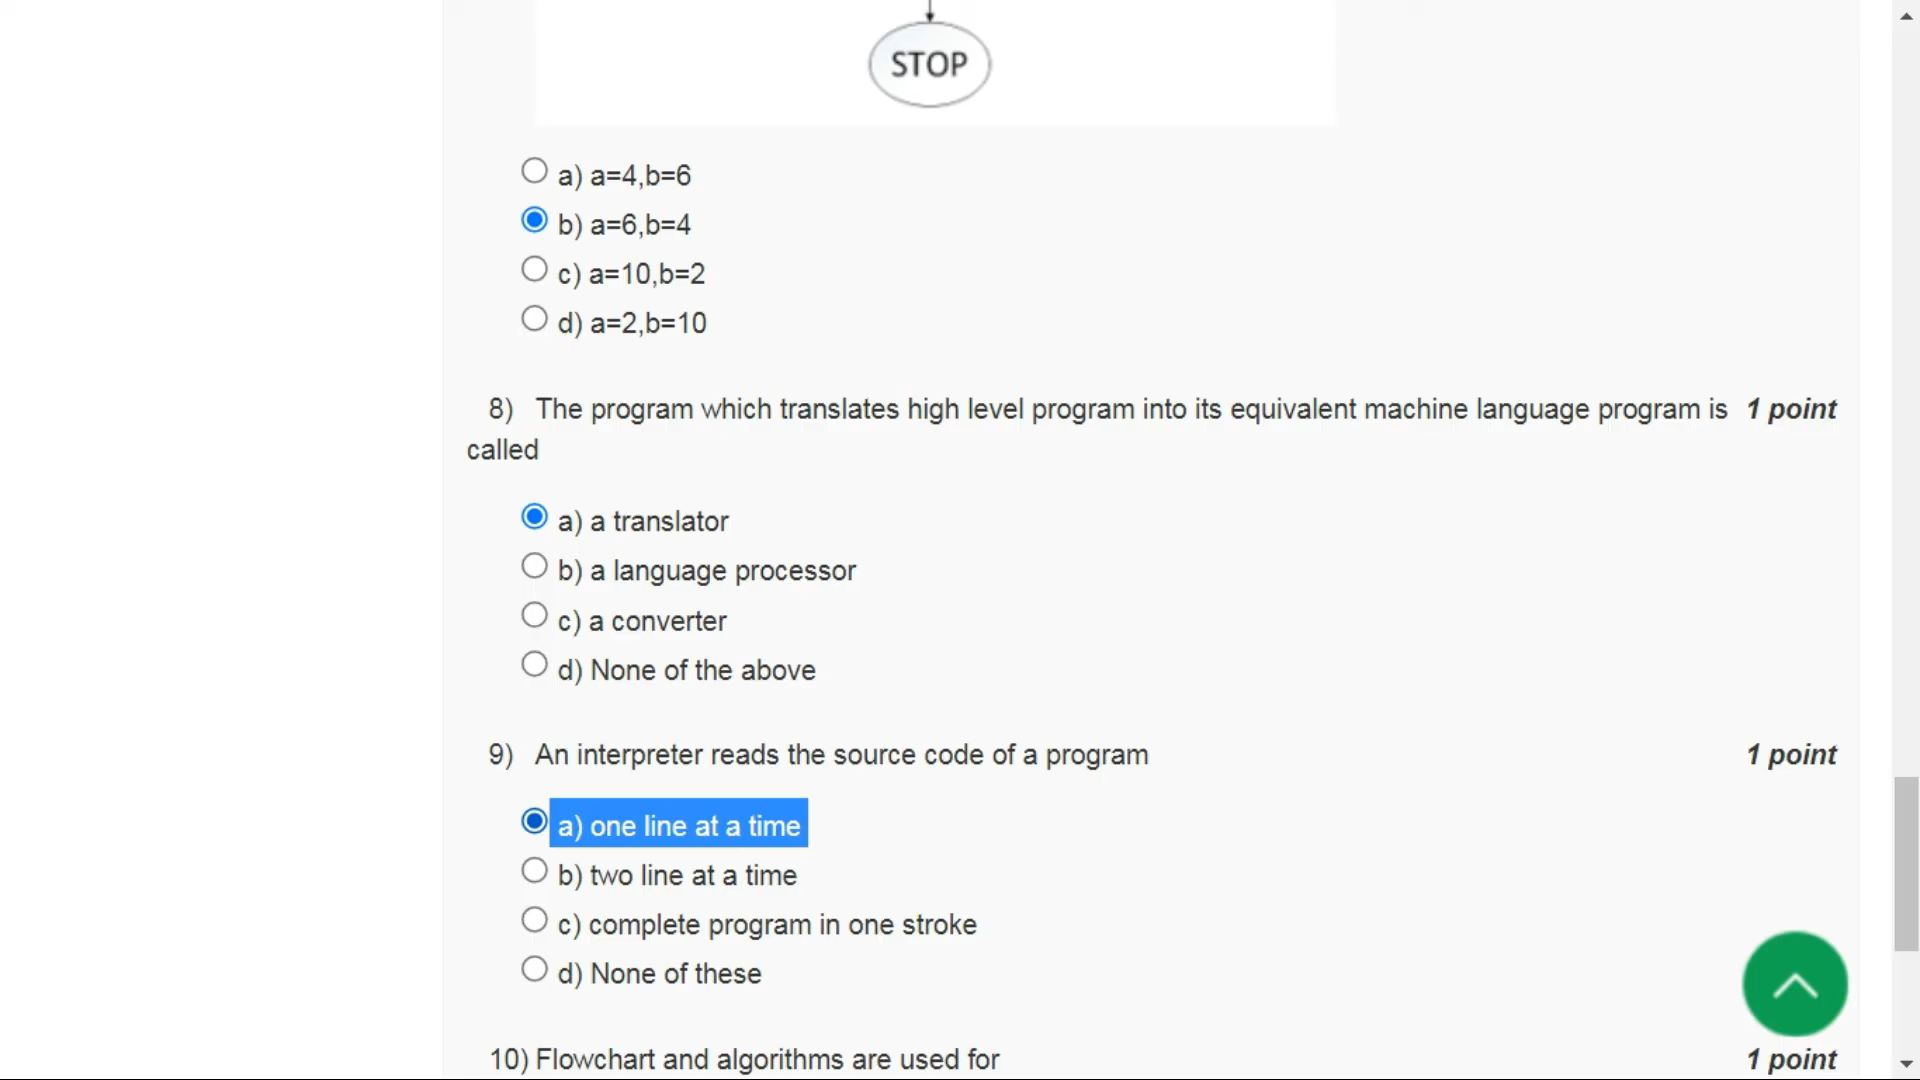 STOP
a) a=4,b=6
b) a=6,b=4
c) a=10,b=2
d) a=2,b=10
8) The program which translates high level program into its equivalent machine language program is 1 point
called
a) a translator
b) a language processor
c) a converter
d) None of the above
9) An interpreter reads the source code of a program 1 point
a) one line at a time
b) two line at a time
c) complete program in one stroke
d) None of these
10) Flowchart and algorithms are used for 1 point